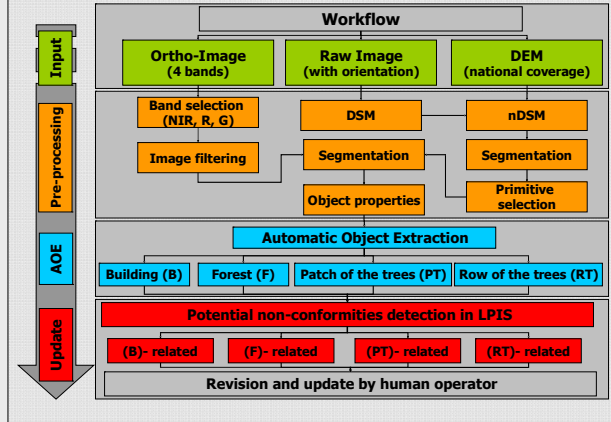 Workflow
Input
Ortho-Image
(4 bands)
Raw Image
(with orientation)
DEM
(national coverage)
Pre-processing
Band selection
(NIR, R, G)
DSM
nDSM
Image filtering
Segmentation
Segmentation
Object properties
Primitive
selection
AOE
Automatic Object Extraction
Building (B)
Forest (F)
Patch of the trees (PT)
Row of the trees (RT)
Update
Potential non-conformities detection in LPIS
(B)- related
(F)- related
(PT)- related
(RT)- related
Revision and update by human operator